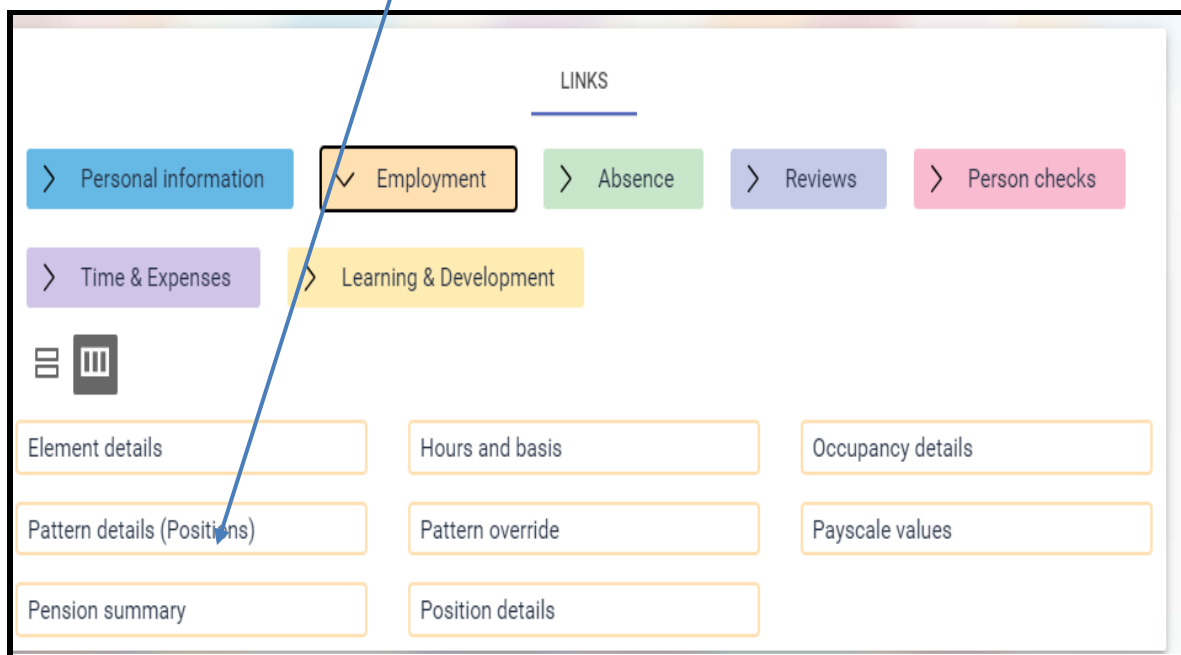 LINKS
Personal information
Employment
Absence
Reviews
Person checks
Time & Expenses
Learning & Development
Element details
Hours and basis
Occupancy details
Pattern details (Positions)
Pattern override
Payscale values
Pension summary
Position details